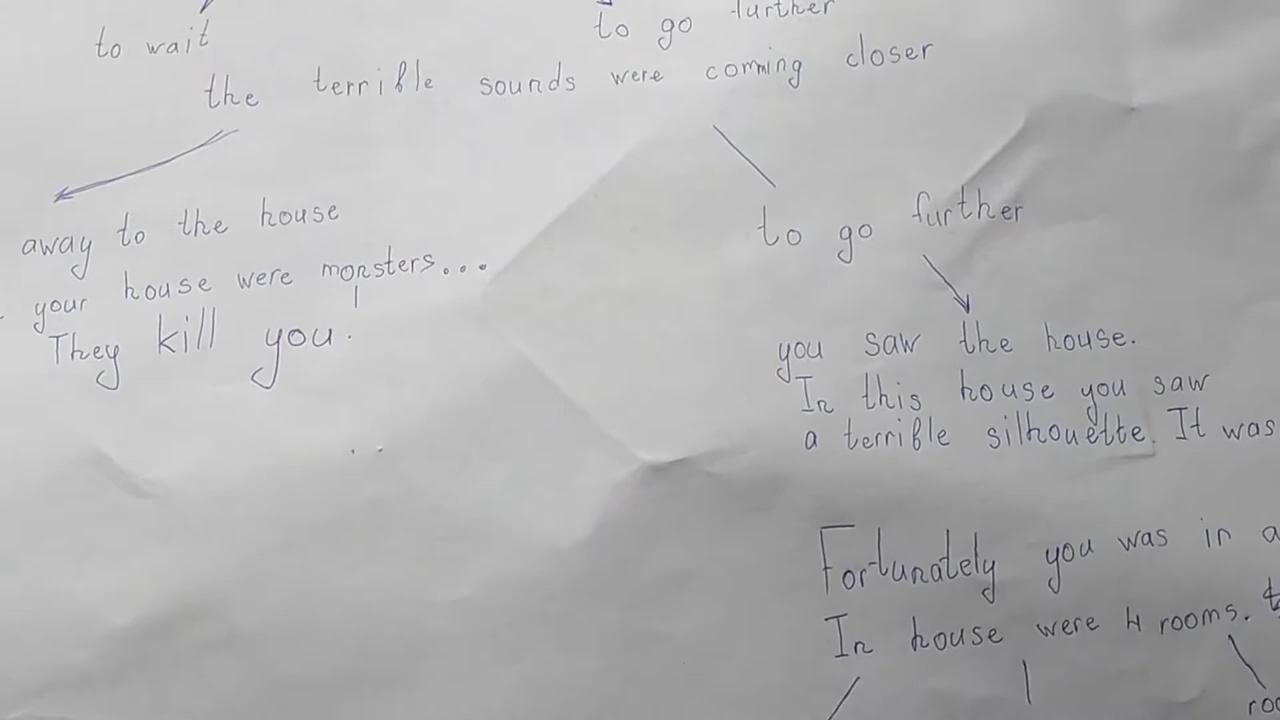 to wait
to go further
the terrible sounds were comming closer
away to the house
your house were monsters...
They kill you.
to go further
you saw the house.
In this house you saw
a terrible silhouette. It was
Fortunately you was in a
In house were 4 rooms.